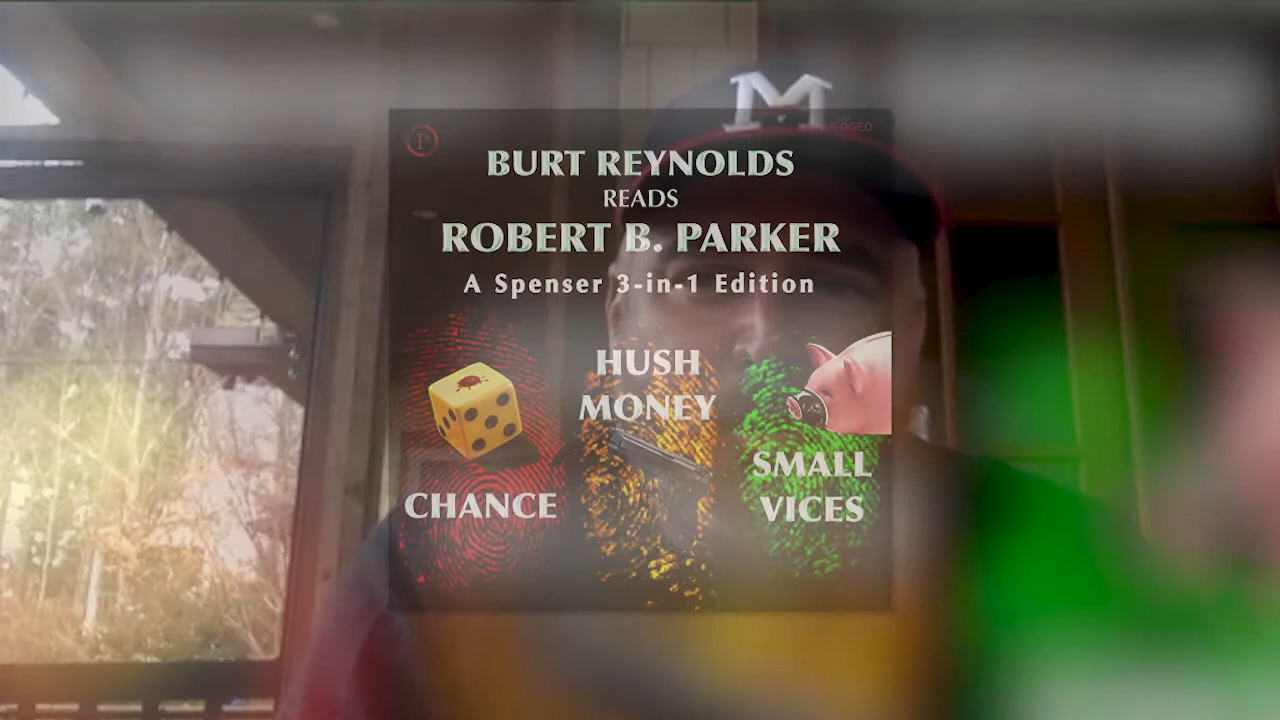 M
P
BURT REYNOLDS
READS
ROBERT B. PARKER
A Spenser 3-in-1 Edition
HUSH
MONEY
SMALL
VICES
CHANCE